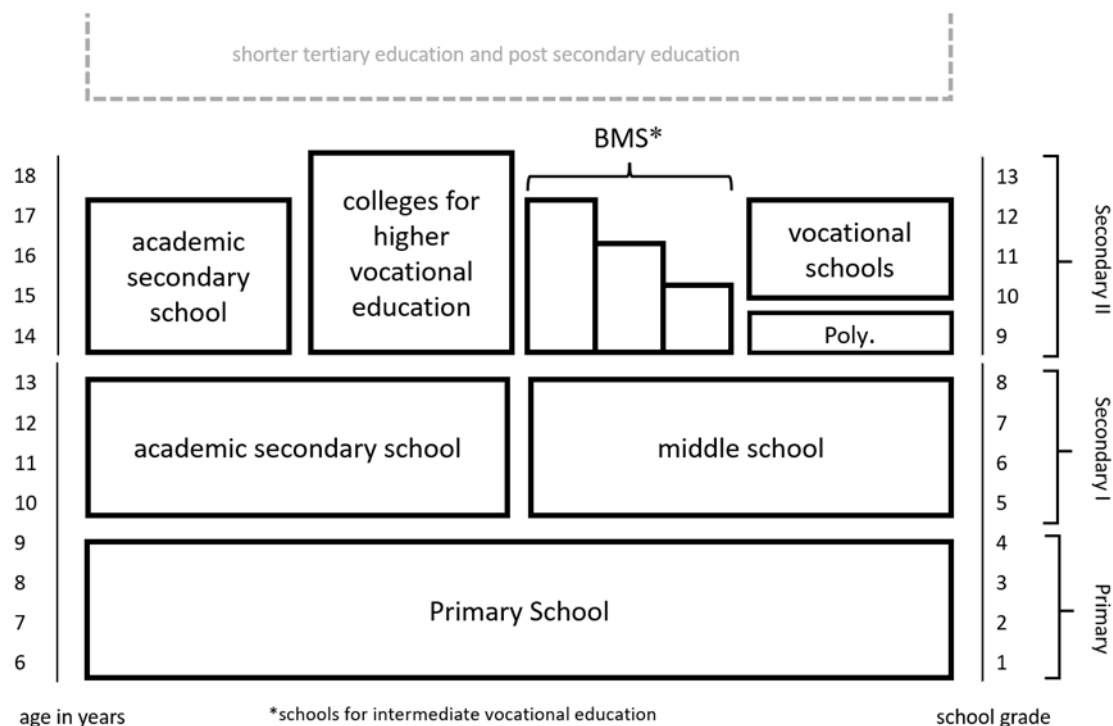 shorter tertiary education and post secondary education
BMS*
18
17
16
15
14
academic
secondary
school
colleges for
higher
vocational
education
vocational
schools
Poly.
13
12
11
10
9
Secondary II
13
12
11
10
academic secondary school
middle school
8
7
6
5
Secondary I
9
8
7
6
Primary School
4
3
2
1
Primary
age in years
*schools for intermediate vocational education
school grade